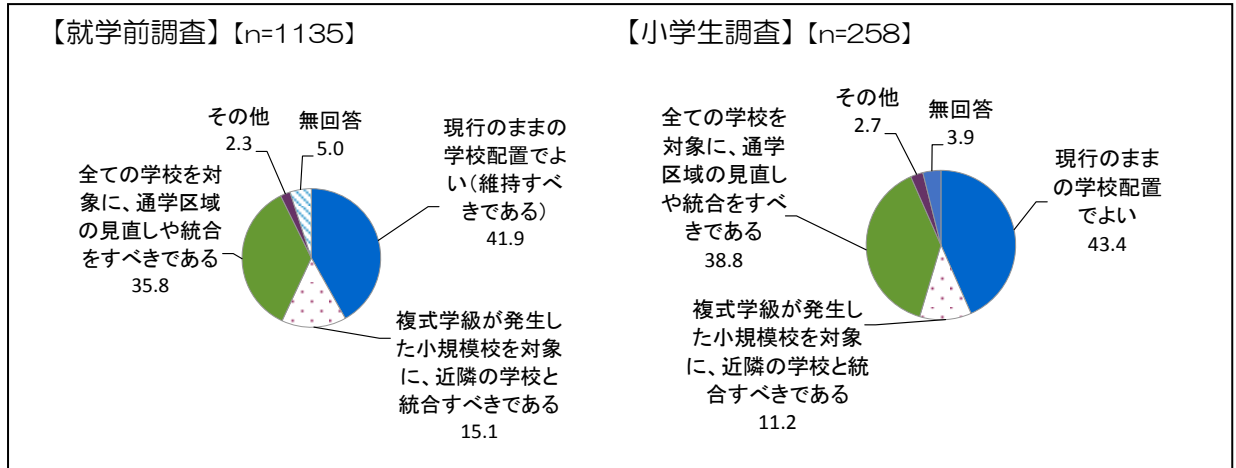 【就学前調査】【n=1135】
その他
2.3
無回答
5.0
現行のままの
学校配置でよ
い(維持すべ
きである)
41.9
全ての学校を対
象に、通学区域
の見直しや統合
をすべきである
35.8
複式学級が発生し
た小規模校を対象
に、近隣の学校と
統合すべきである
15.1
【小学生調査】【n=258】
その他
2.7
無回答
3.9
全ての学校を
対象に、通学
区域の見直し
や統合をすべ
きである
38.8
現行のまま
の学校配置
でよい
43.4
複式学級が発生し
た小規模校を対象
に、近隣の学校と統
合すべきである
11.2